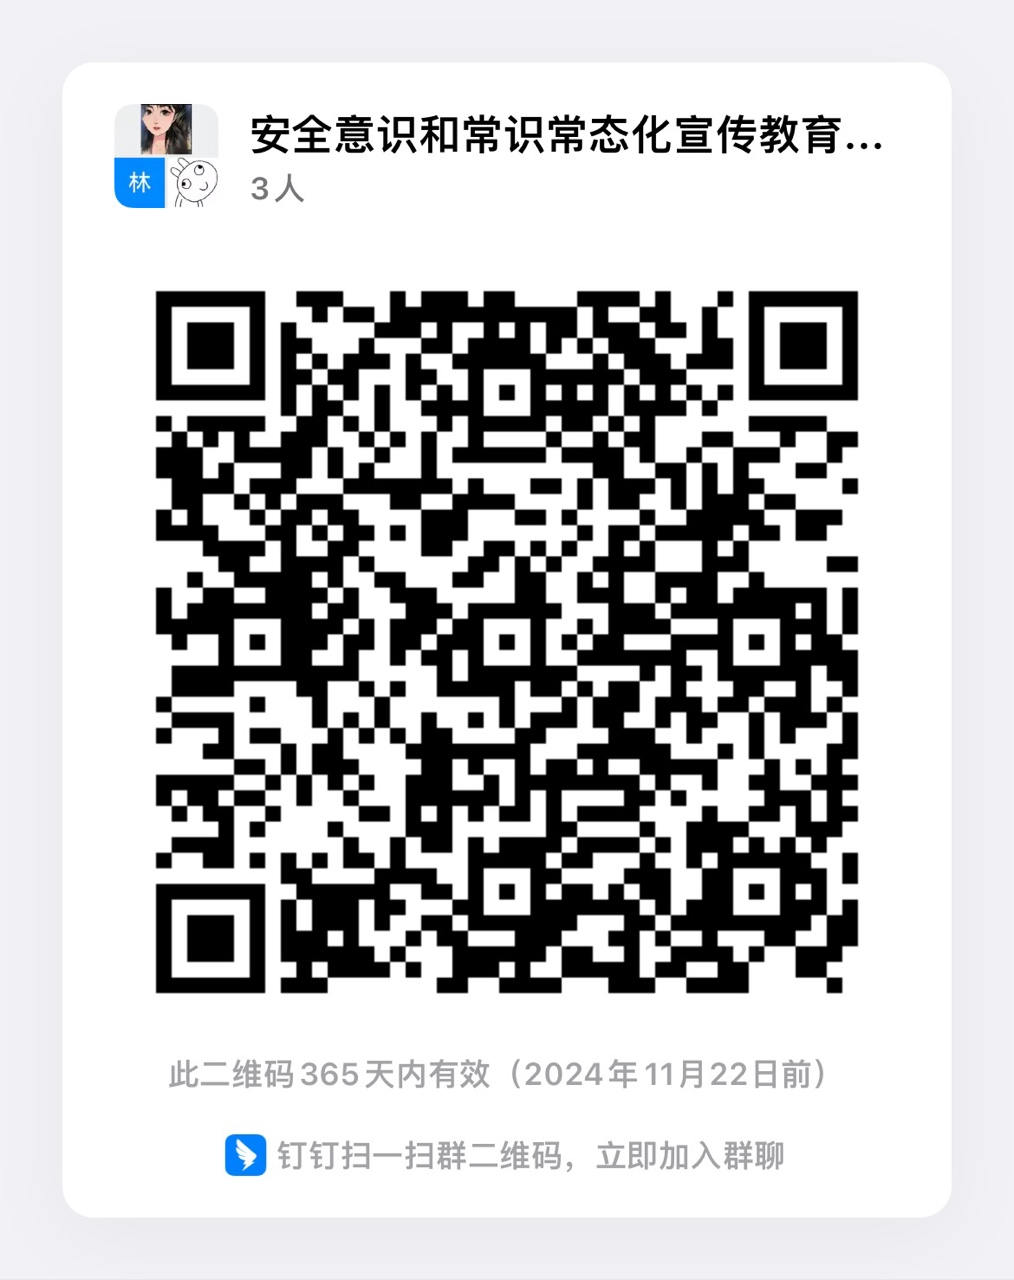 安全意识和常识常态化宣传教育...
3人
林
此二维码365天内有效（2024年11月22日前）
钉钉扫一扫群二维码，立即加入群聊